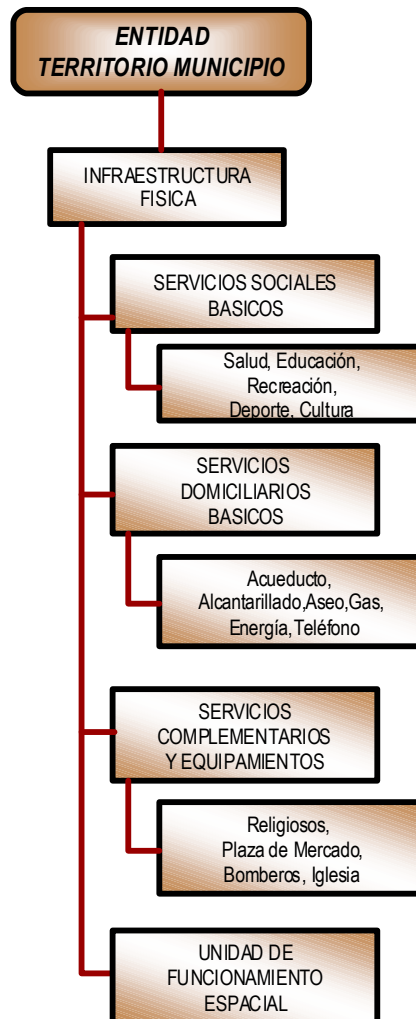 ENTIDAD
TERRITORIO MUNICIPIO
INFRAESTRUCTURA
FISICA
SERVICIOS SOCIALES
BASICOS
Salud, Educación,
Recreación,
Deporte, Cultura
SERVICIOS
DOMICILIARIOS
BASICOS
Acueducto,
Alcantarillado,Aseo,Gas,
Energía,Teléfono
SERVICIOS
COMPLEMENTARIOS
Y EQUIPAMIENTOS
Religiosos,
Plaza de Mercado,
Bomberos, Iglesia
UNIDAD DE
FUNCIONAMIENTO
ESPACIAL